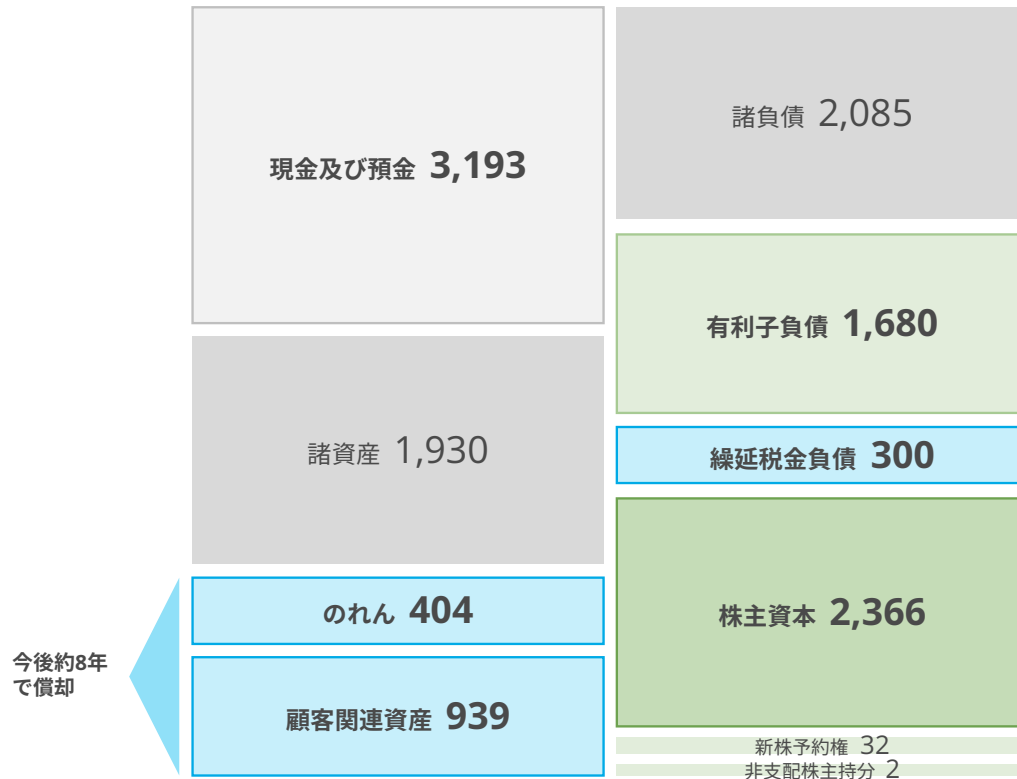 現金及び預金 3,193
諸資産 1,930
のれん 404
顧客関連資産 939
今後約8年
で償却
諸負債 2,085
有利子負債 1,680
繰延税金負債 300
株主資本 2,366
新株予約権 32
非支配株主持分 2